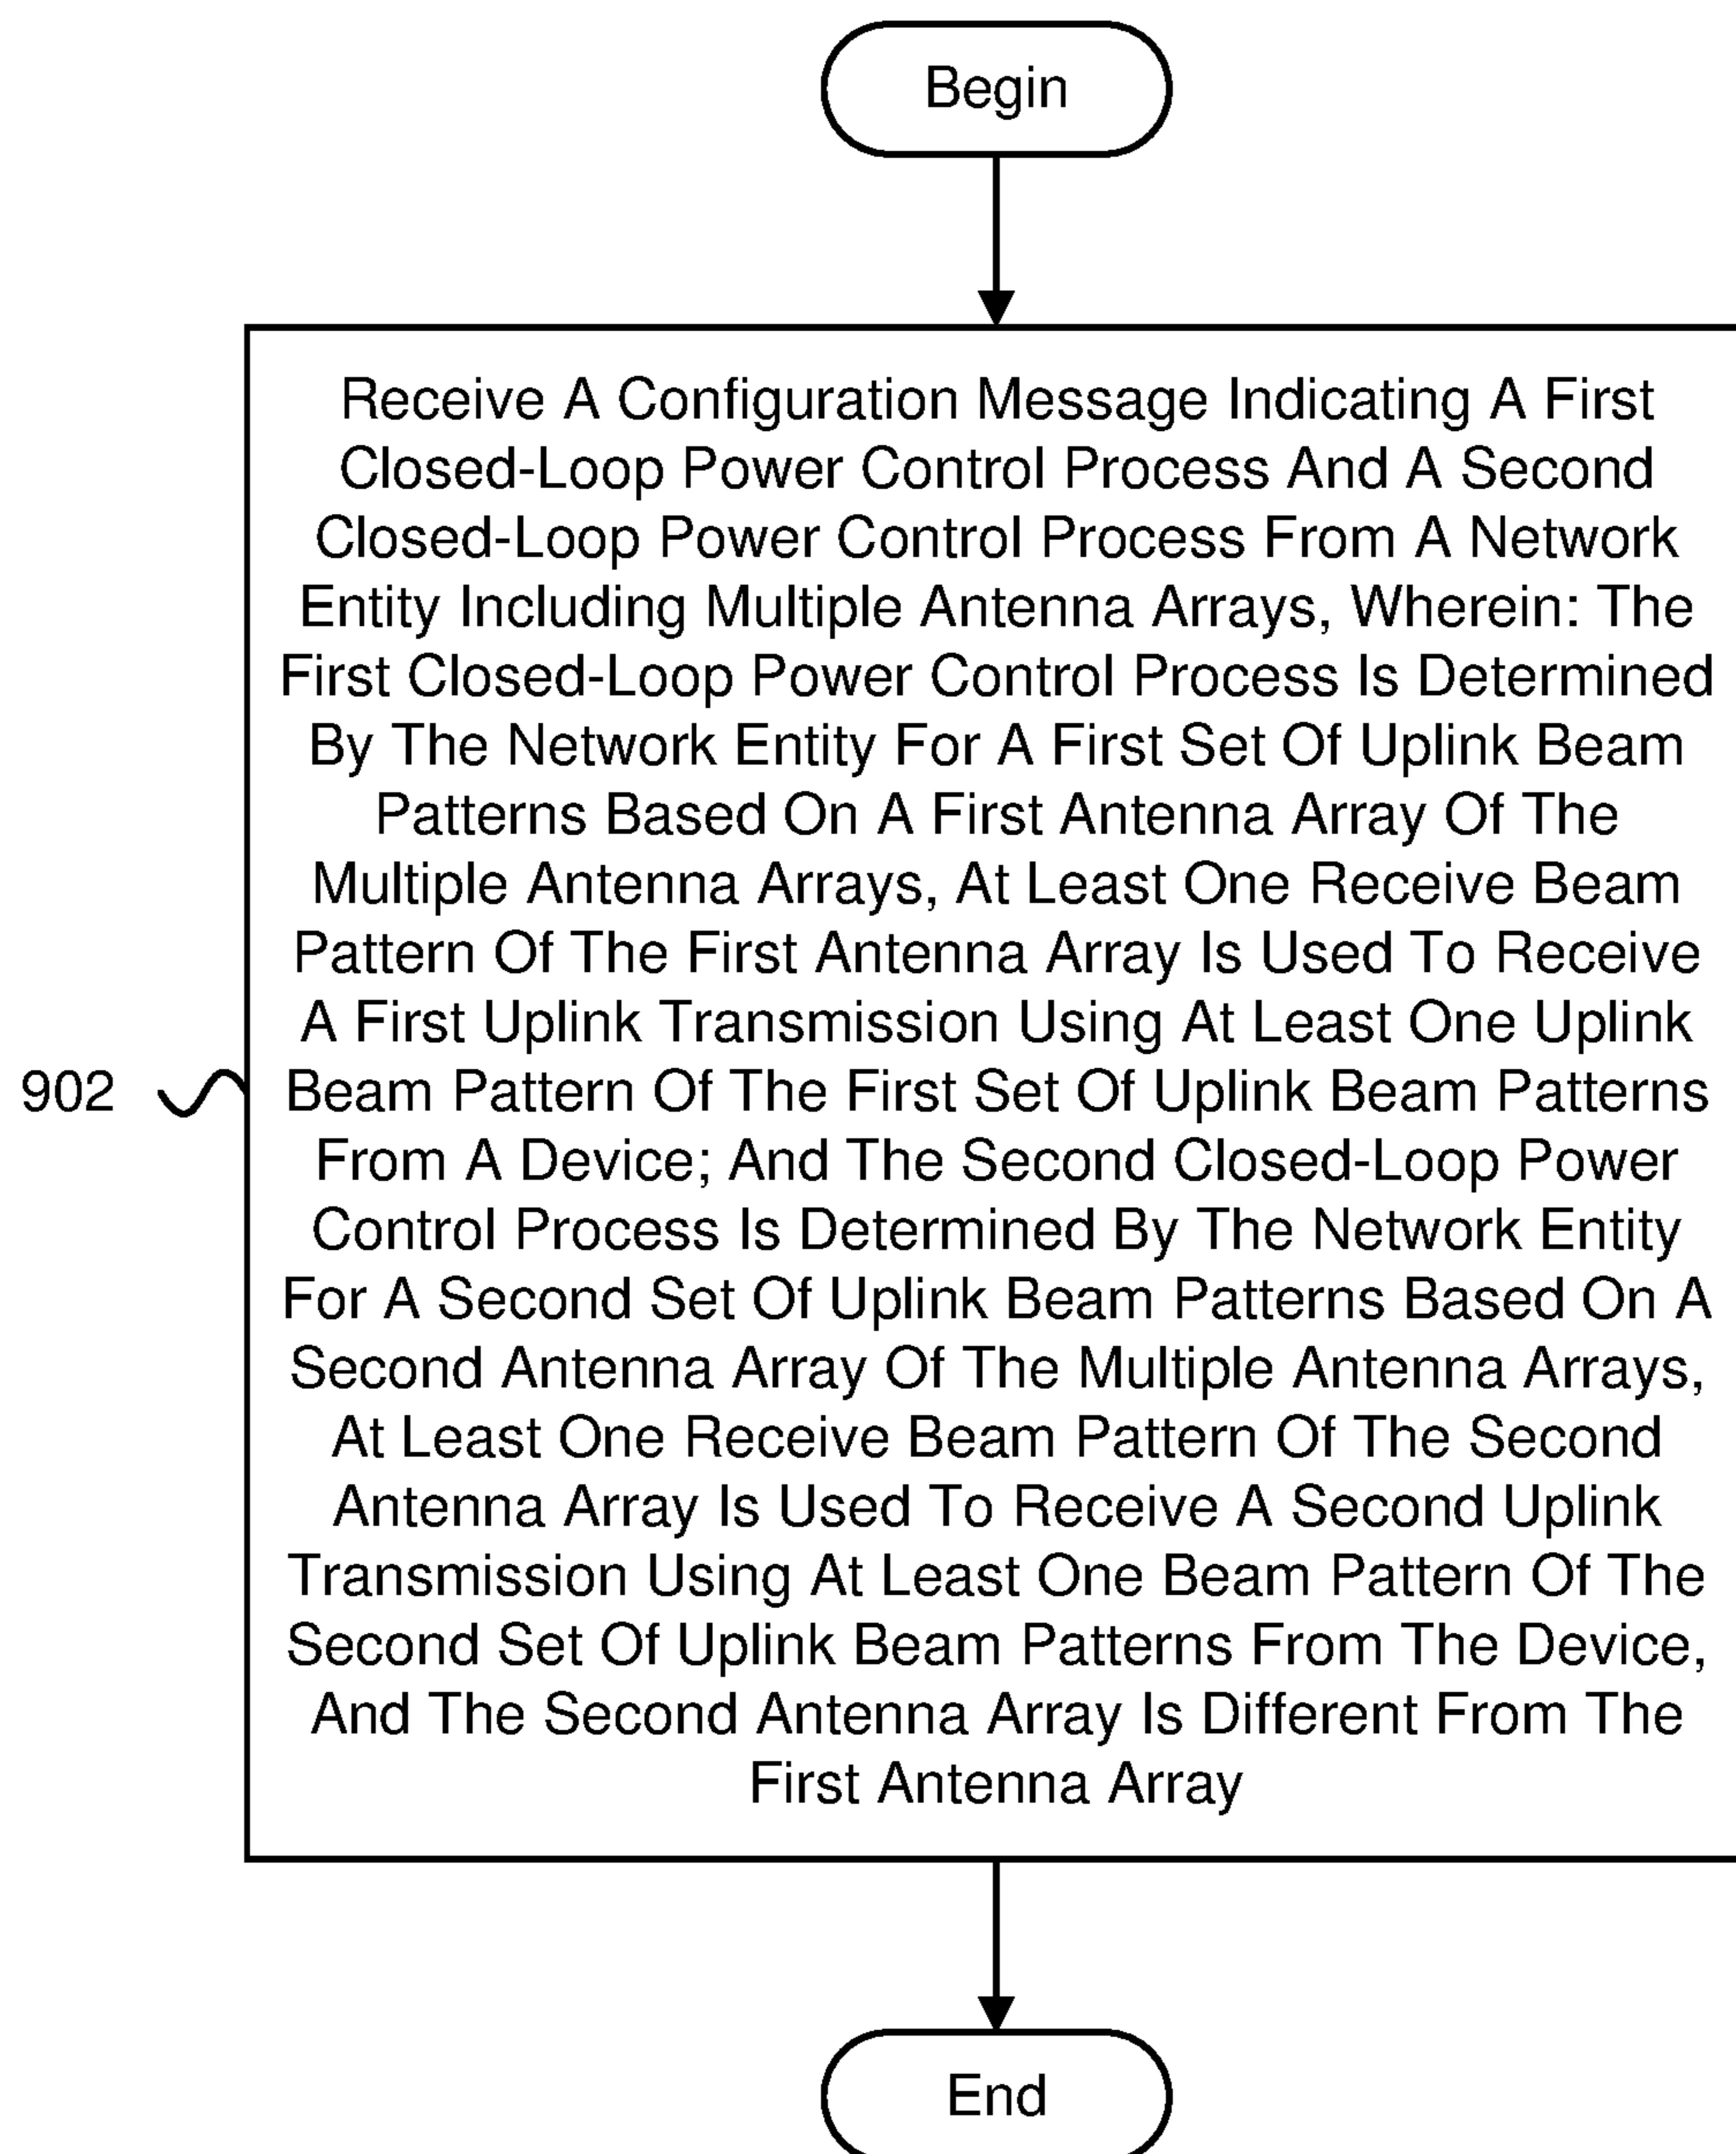 Begin
Receive A Configuration Message Indicating A First
Closed-Loop Power Control Process And A Second
Closed-Loop Power Control Process From A Network
Entity Including Multiple Antenna Arrays, Wherein: The
First Closed-Loop Power Control Process Is Determined
By The Network Entity For A First Set Of Uplink Beam
Patterns Based On A First Antenna Array Of The
Multiple Antenna Arrays, At Least One Receive Beam
Pattern Of The First Antenna Array Is Used To Receive
A First Uplink Transmission Using At Least One Uplink
902
Beam Pattern Of The First Set Of Uplink Beam Patterns
From A Device; And The Second Closed-Loop Power
Control Process Is Determined By The Network Entity
For A Second Set Of Uplink Beam Patterns Based On A
Second Antenna Array Of The Multiple Antenna Arrays,
At Least One Receive Beam Pattern Of The Second
Antenna Array Is Used To Receive A Second Uplink
Transmission Using At Least One Beam Pattern Of The
Second Set Of Uplink Beam Patterns From The Device,
And The Second Antenna Array Is Different From The
First Antenna Array
End